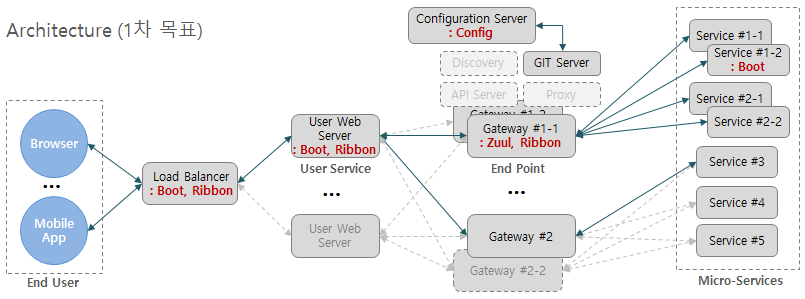 Architecture (1차 목표)
Configuration Server
: Config
Discovery
GIT Server
API Server
Proxy
Gateway #1-2
Gateway #1-1
: Zuul, Ribbon
End Point
...
Gateway #2
Gateway #2-2
Browser
...
Mobile
App
End User
Load Balancer
: Boot, Ribbon
User Web
Server
: Boot, Ribbon
User Service
...
User Web
Server
Service #1-1
Service #1-2
: Boot
Service #2-1
Service #2-2
Service #3
Service #4
Service #5
Micro-Services